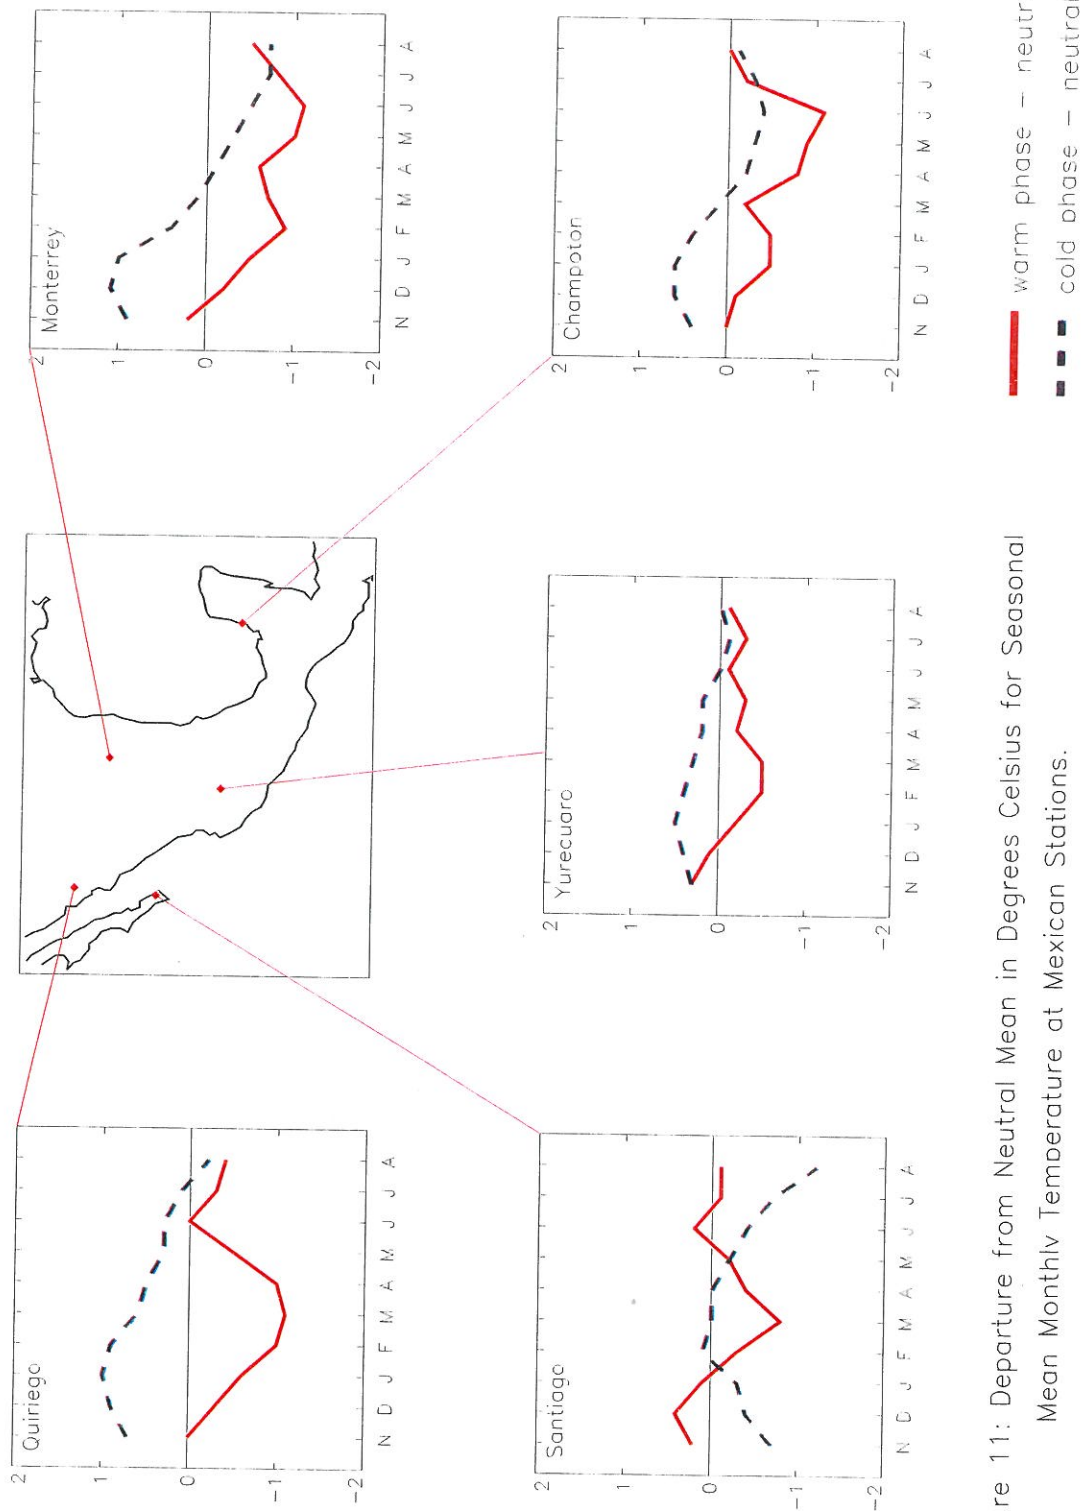 Quiriego
2
1
0
-1
-2
N D J F M A M J J A
Monterrey
2
1
0
-1
-2
N D J F M A M J J A
Santiago
2
1
0
-1
-2
N D J F M A M J J A
Yurecuaro
2
1
0
-1
-2
N D J F M A M J J A
Champoton
2
1
0
-1
-2
N D J F M A M J J A
warm phase – neutr
cold phase – neutral
re 11: Departure from Neutral Mean in Degrees Celsius for Seasonal
Mean Monthly Temperature at Mexican Stations.